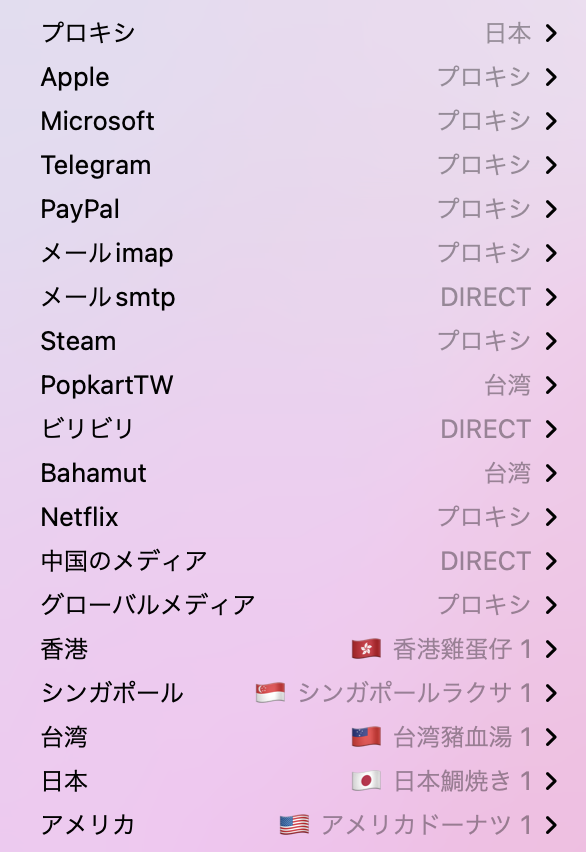 プロキシ 日本
Apple プロキシ
Microsoft プロキシ
Telegram プロキシ
PayPal プロキシ
メールimap プロキシ
メールsmtp DIRECT
Steam プロキシ
PopkartTW 台湾
ビリビリ DIRECT
Bahamut 台湾
Netflix プロキシ
中国のメディア DIRECT
グローバルメディア プロキシ
香港 🇭🇰 香港雞蛋仔 1
シンガポール 🇸🇬 シンガポールラクサ 1
台湾 🇹🇼 台湾豬血湯 1
日本 🇯🇵 日本鯛焼き 1
アメリカ 🇺🇸 アメリカドーナツ 1